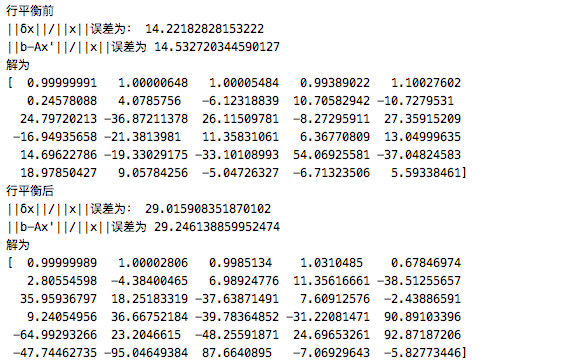 行平衡前
||δx||/||x||误差为： 14.22182828153222
||b-Ax'||/||x||误差为 14.532720344590127
解为
[ 0.99999991 1.00000648 1.00005484 0.99389022 1.10027602
0.24578088 4.0785756 -6.12318839 10.70582942 -10.7279531
24.79720213 -36.87211378 26.11509781 -8.27295911 27.35915209
-16.94935658 -21.3813981 11.35831061 6.36770809 13.04999635
14.69622786 -19.33029175 -33.10108993 54.06925581 -37.04824583
18.97850427 9.05784256 -5.04726327 -6.71323506 5.59338461]
行平衡后
||δx||/||x||误差为： 29.015908351870102
||b-Ax'||/||x||误差为 29.246138859952474
解为
[ 0.99999989 1.00002806 0.9985134 1.0310485 0.67846974
2.80554598 -4.38400465 6.98924776 11.35616661 -38.51255657
35.95936797 18.25183319 -37.63871491 7.60912576 -2.43886591
9.24054956 36.66752184 -39.78364852 -31.22081471 90.89103396
-64.99293266 23.2046615 -48.25591871 24.69653261 92.87187206
-47.74462735 -95.04649384 87.6640895 -7.06929643 -5.82773446]